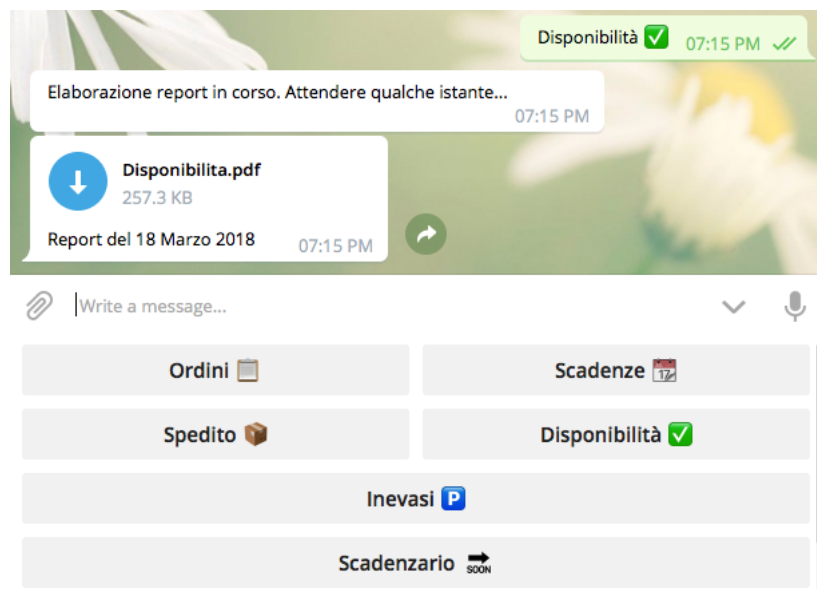 Disponibilità ✅ 07:15 PM
Elaborazione report in corso. Attendere qualche istante...
07:15 PM
Disponibilita.pdf
257.3 KB
Report del 18 Marzo 2018 07:15 PM
Write a message...
Ordini 📋 Scadenze 📆
Spedito 📦 Disponibilità ✅
Inevasi 🅿️
Scadenzario 🔜